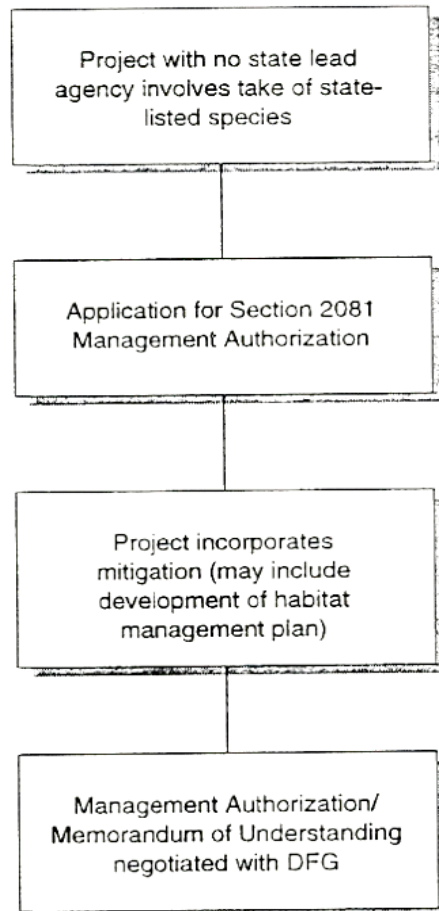 Project with no state lead
agency involves take of state-
listed species
Application for Section 2081
Management Authorization
Project incorporates
mitigation (may include
development of habitat
management plan)
Management Authorization/
Memorandum of Understanding
negotiated with DFG